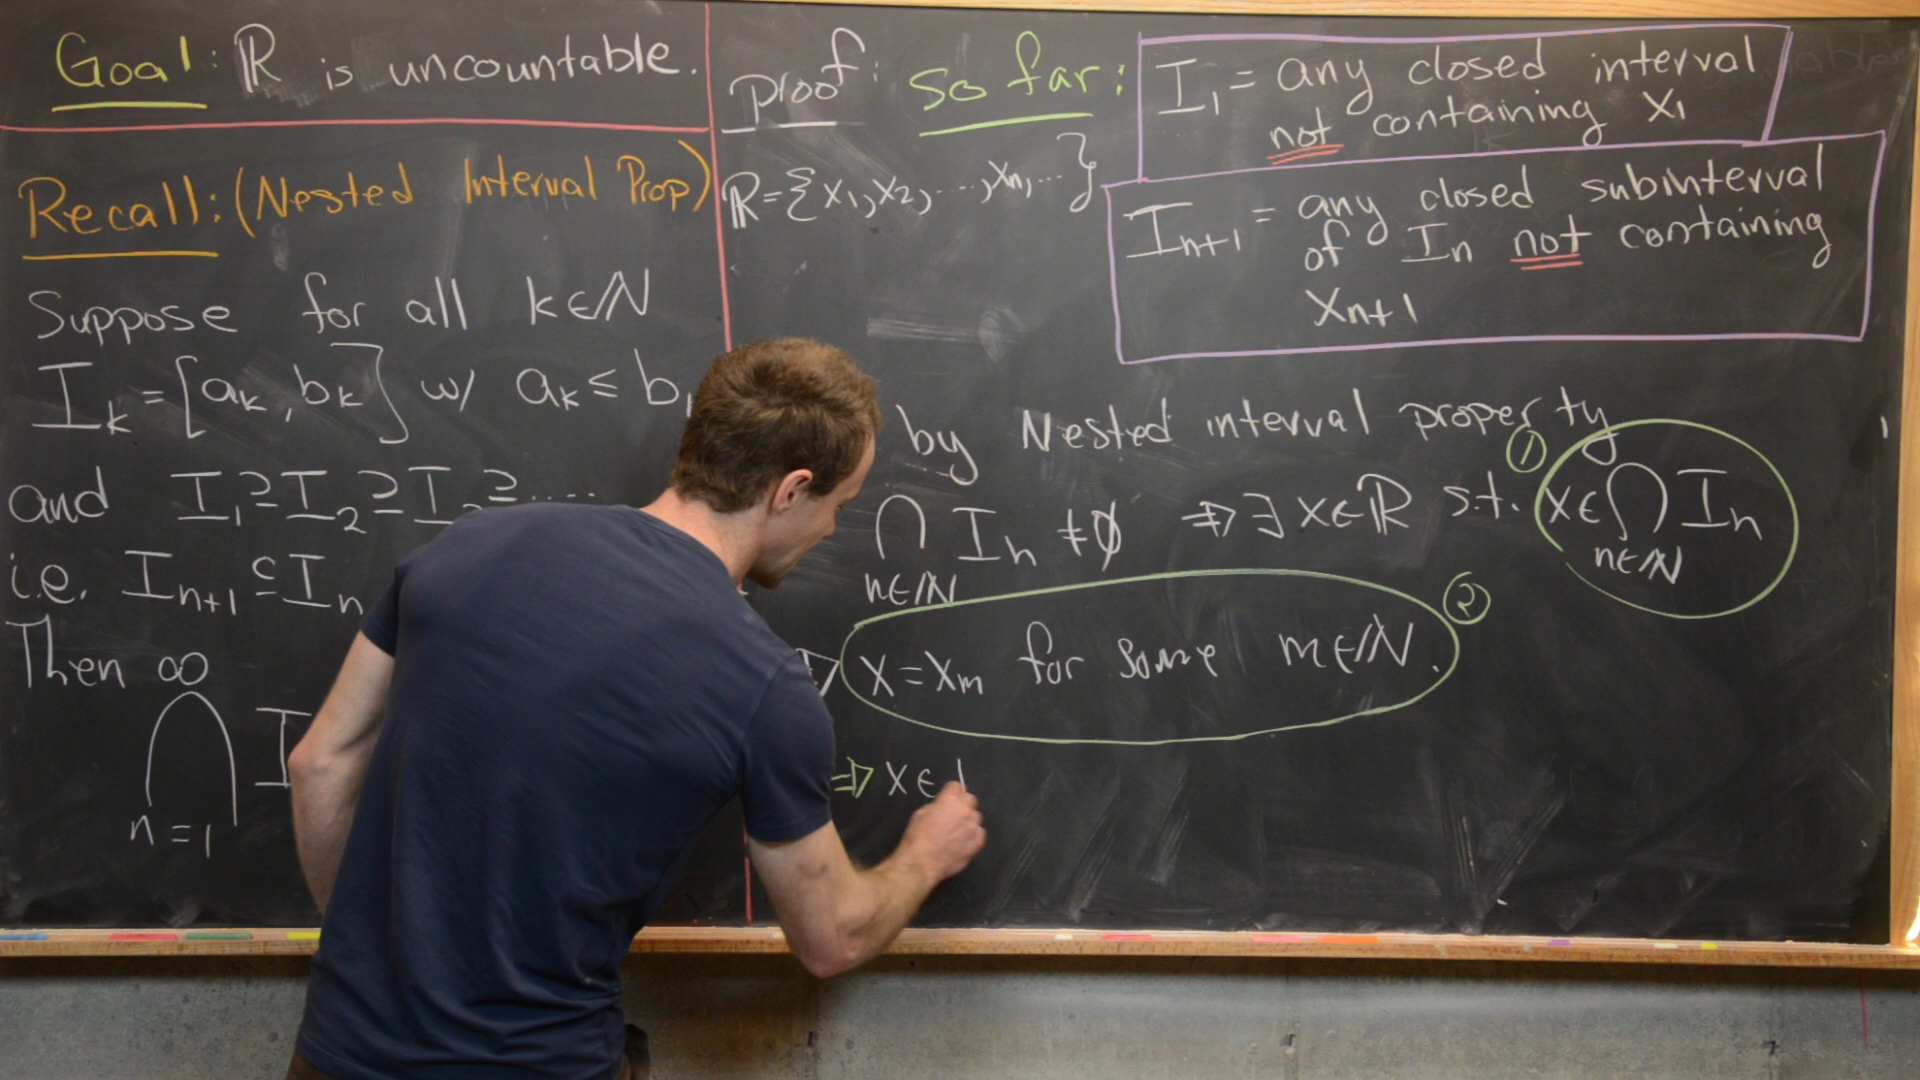 Goal: ℝ is uncountable.
Recall: (Nested Interval Prop)
Suppose for all k∈ℕ
I_k = [a_k, b_k] w/ a_k ≤ b
and I_1 ⊇ I_2 ⊇ I_3 ⊇ ....
i.e. I_{n+1} ⊆ I_n
Then ∞
⋂ I
n=1
Proof: So far:
ℝ = {x_1, x_2, ..., x_n, ...}
I_1 = any closed interval
not containing x_1
I_{n+1} = any closed subinterval
of I_n not containing
x_{n+1}
by Nested interval property
⋂ I_n ≠ ∅ ⇒ ∃ x∈ℝ s.t. ① x∈⋂ I_n
n∈ℕ n∈ℕ
⇒ x = x_m for some m∈ℕ. ②
⇒ x ∈